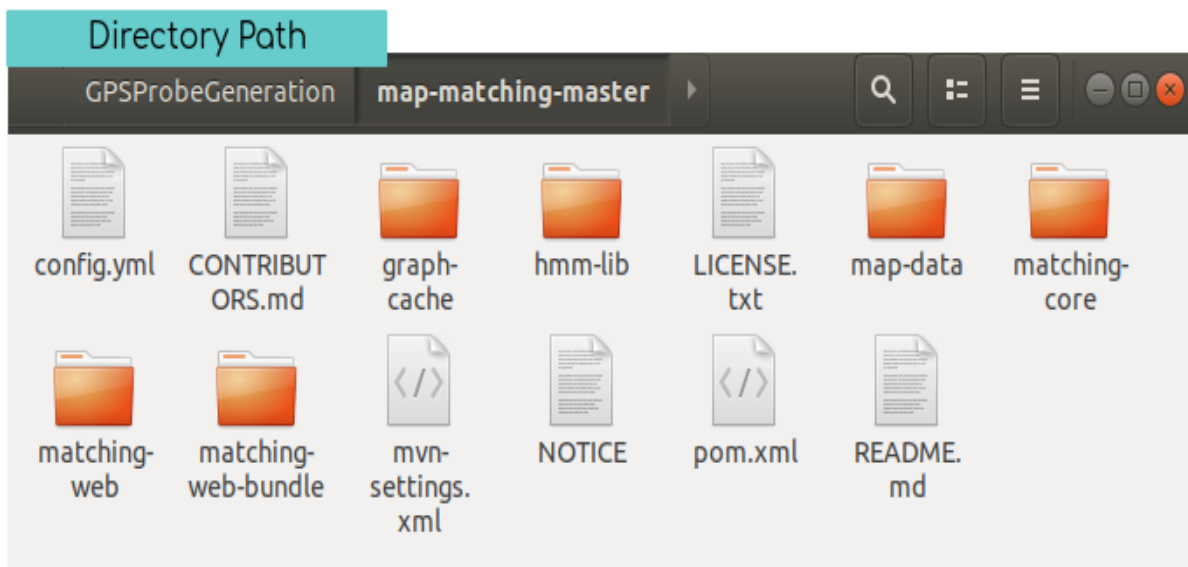 Directory Path
GPSProbeGeneration map-matching-master
config.yml CONTRIBUT graph- hmm-lib LICENSE. map-data matching-
ORS.md cache txt core
matching- matching- mvn- NOTICE pom.xml README.
web web-bundle settings. md
xml